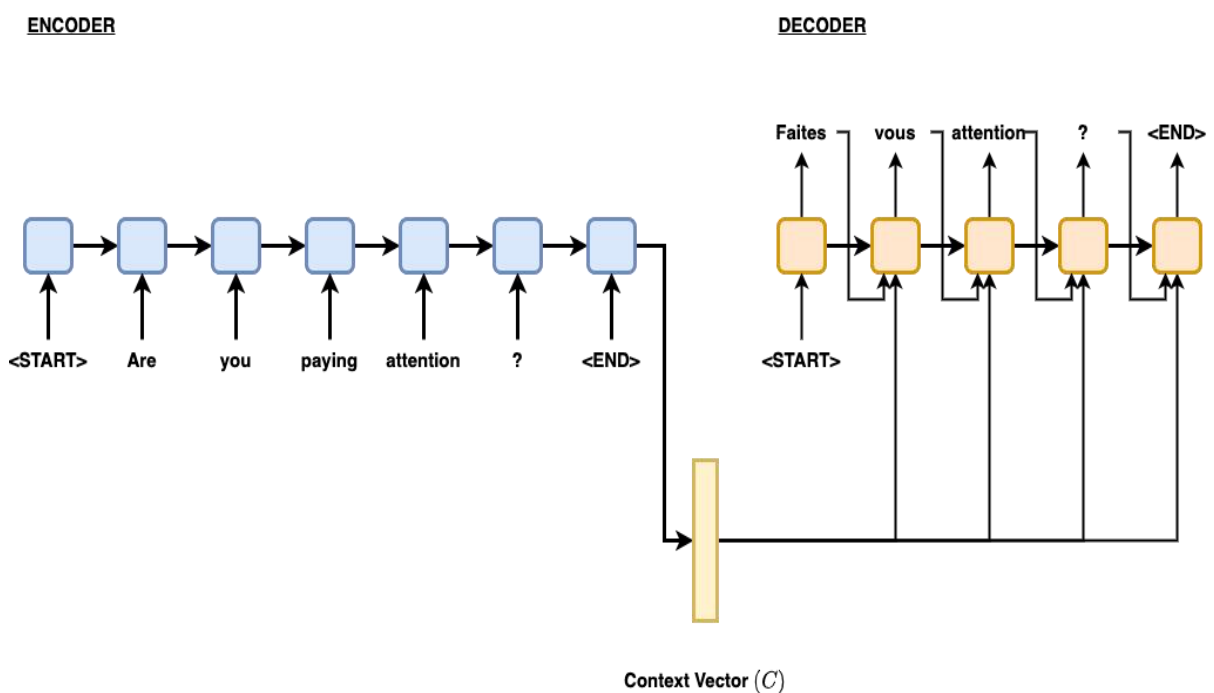 ENCODER
DECODER
Faites vous attention ? <END>
<START> Are you paying attention ? <END>
<START>
Context Vector (C)